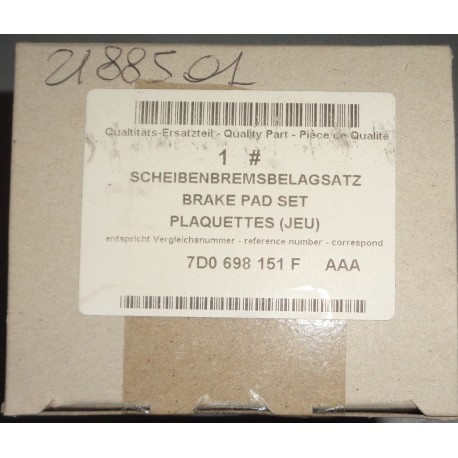 2188501
Qualtitäts-Ersatzteil - Quality Part - Pièce de Qualité
1 #
SCHEIBENBREMSBELAGSATZ
BRAKE PAD SET
PLAQUETTES (JEU)
entspricht Vergleichsnummer - reference number - correspond
7D0 698 151 F AAA